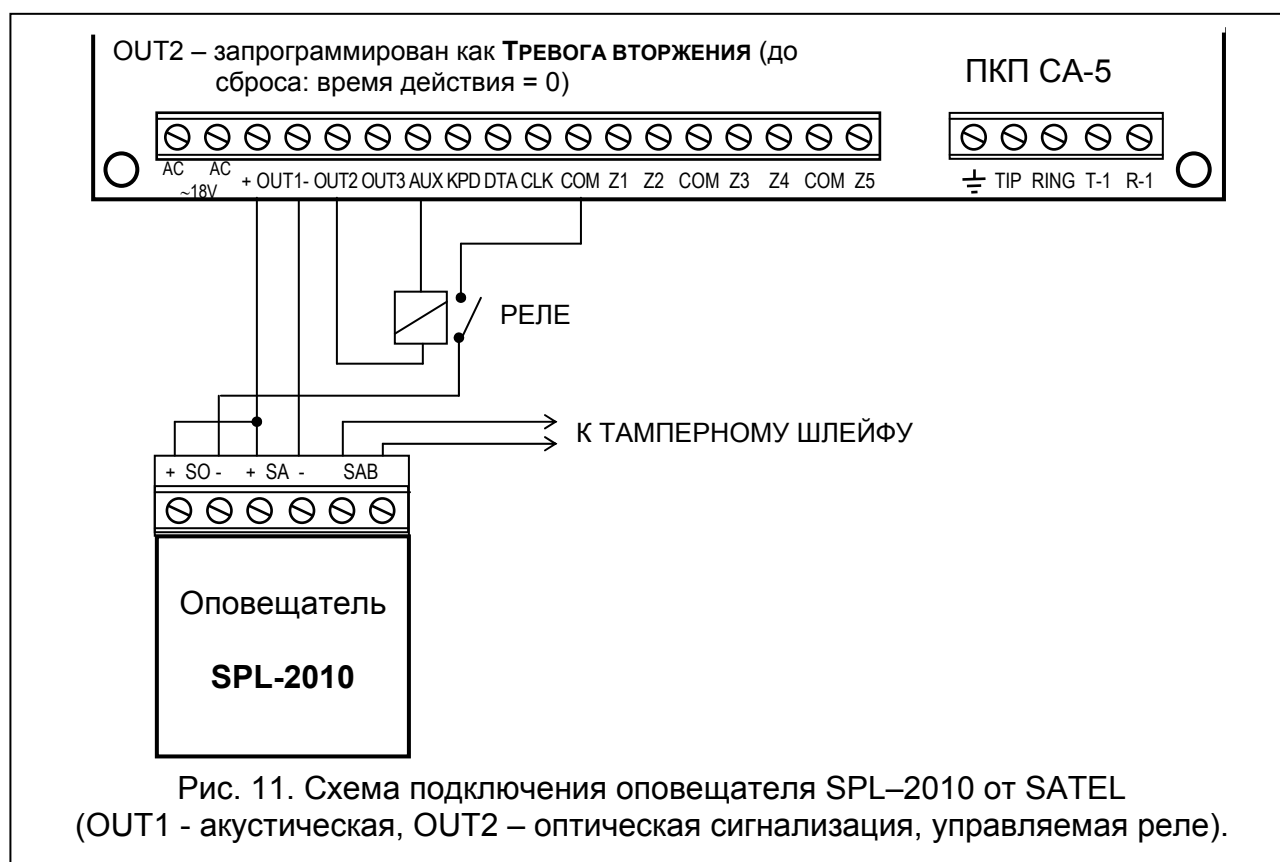 OUT2 – запрограммирован как ТРЕВОГА ВТОРЖЕНИЯ (до
сброса: время действия = 0)
ПКП CA-5
AC AC
~18V
+ OUT1 - OUT2 OUT3 AUX KPD DTA CLK COM Z1 Z2 COM Z3 Z4 COM Z5
TIP RING T-1 R-1
РЕЛЕ
К ТАМПЕРНОМУ ШЛЕЙФУ
+ SO - + SA - SAB
Оповещатель
SPL-2010
Рис. 11. Схема подключения оповещателя SPL–2010 от SATEL
(OUT1 - акустическая, OUT2 – оптическая сигнализация, управляемая реле).